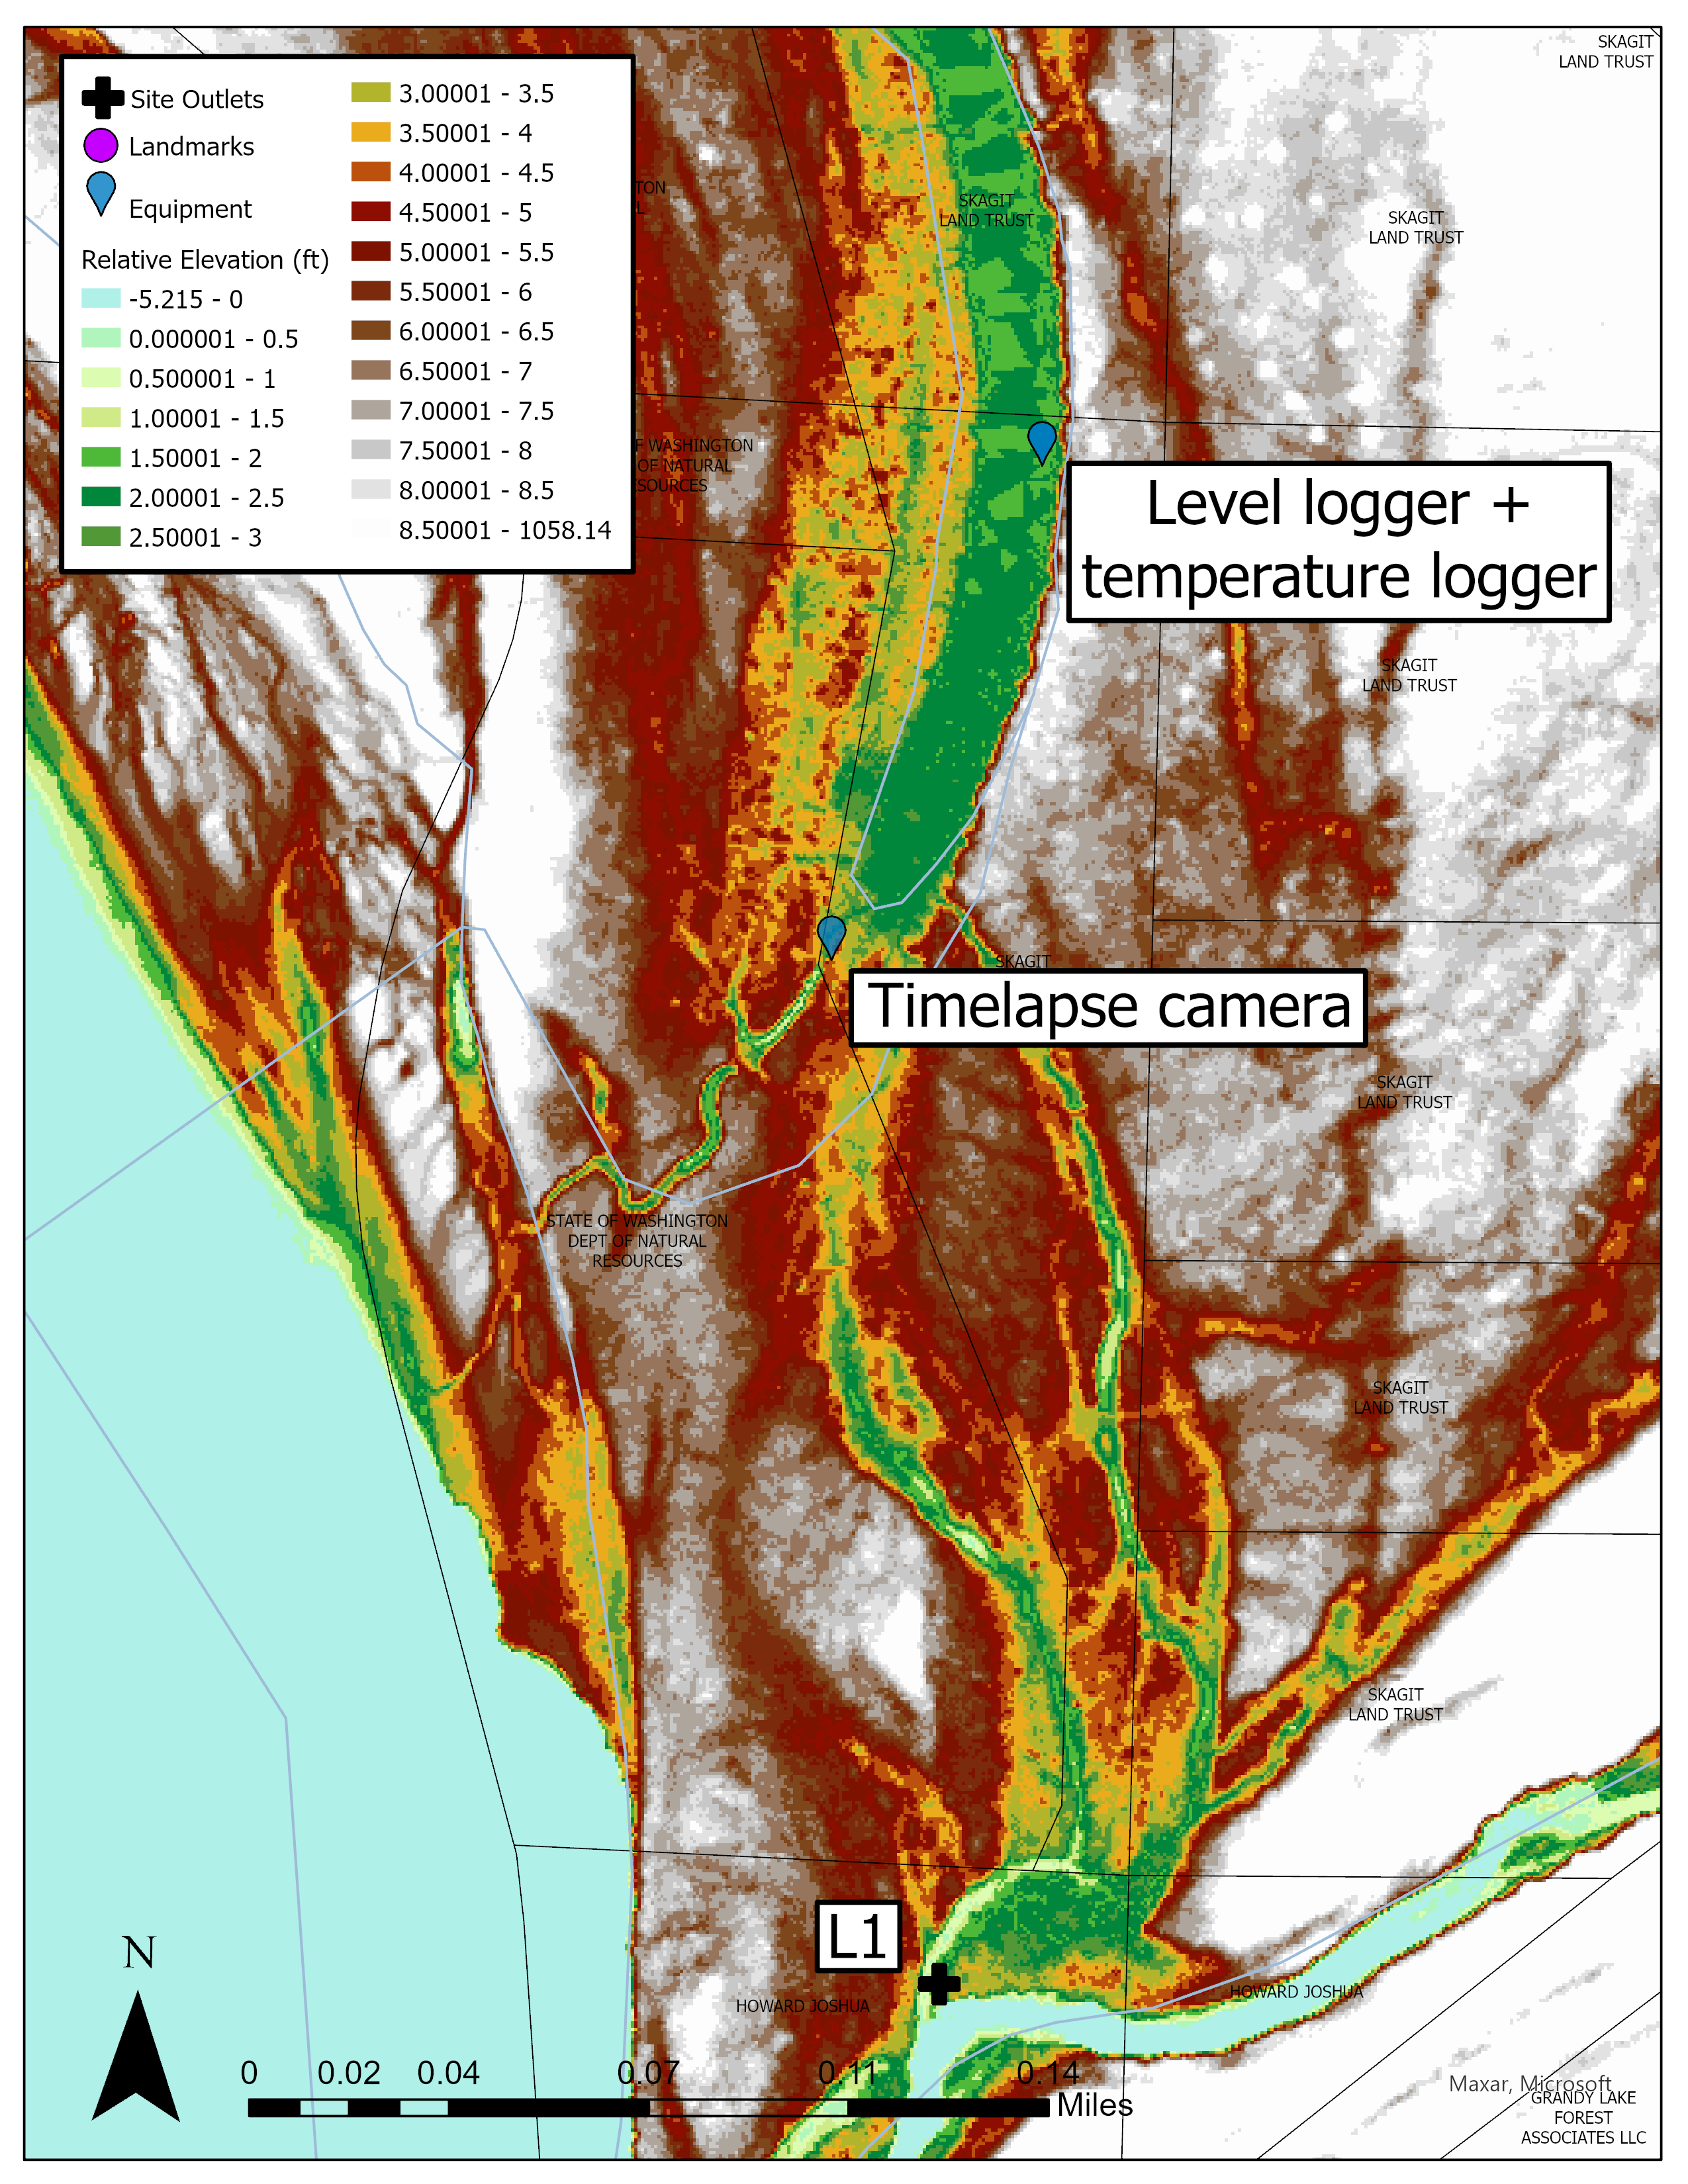 Site Outlets
Landmarks
Equipment
Relative Elevation (ft)
-5.215 - 0
0.000001 - 0.5
0.500001 - 1
1.00001 - 1.5
1.50001 - 2
2.00001 - 2.5
2.50001 - 3
3.00001 - 3.5
3.50001 - 4
4.00001 - 4.5
4.50001 - 5
5.00001 - 5.5
5.50001 - 6
6.00001 - 6.5
6.50001 - 7
7.00001 - 7.5
7.50001 - 8
8.00001 - 8.5
8.50001 - 1058.14
SKAGIT
LAND TRUST
TON
L
SKAGIT
LAND TRUST
SKAGIT
LAND TRUST
F WASHINGTON
OF NATURAL
ESOURCES
Level logger +
temperature logger
SKAGIT
LAND TRUST
SKAGIT
Timelapse camera
SKAGIT
LAND TRUST
STATE OF WASHINGTON
DEPT OF NATURAL
RESOURCES
SKAGIT
LAND TRUST
SKAGIT
LAND TRUST
L1
N
HOWARD JOSHUA
HOWARD JOSHUA
0 0.02 0.04 0.07 0.11 0.14
Miles
Maxar, Microsoft
GRANDY LAKE
FOREST
ASSOCIATES LLC